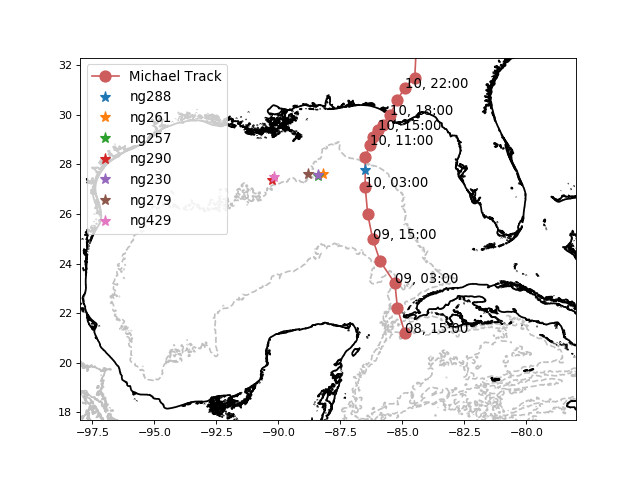 32
30
28
26
24
22
20
18
Michael Track
ng288
ng261
ng257
ng290
ng230
ng279
ng429
10, 22:00
10, 18:00
10, 15:00
10, 11:00
10, 03:00
09, 15:00
09, 03:00
08, 15:00
−97.5 −95.0 −92.5 −90.0 −87.5 −85.0 −82.5 −80.0